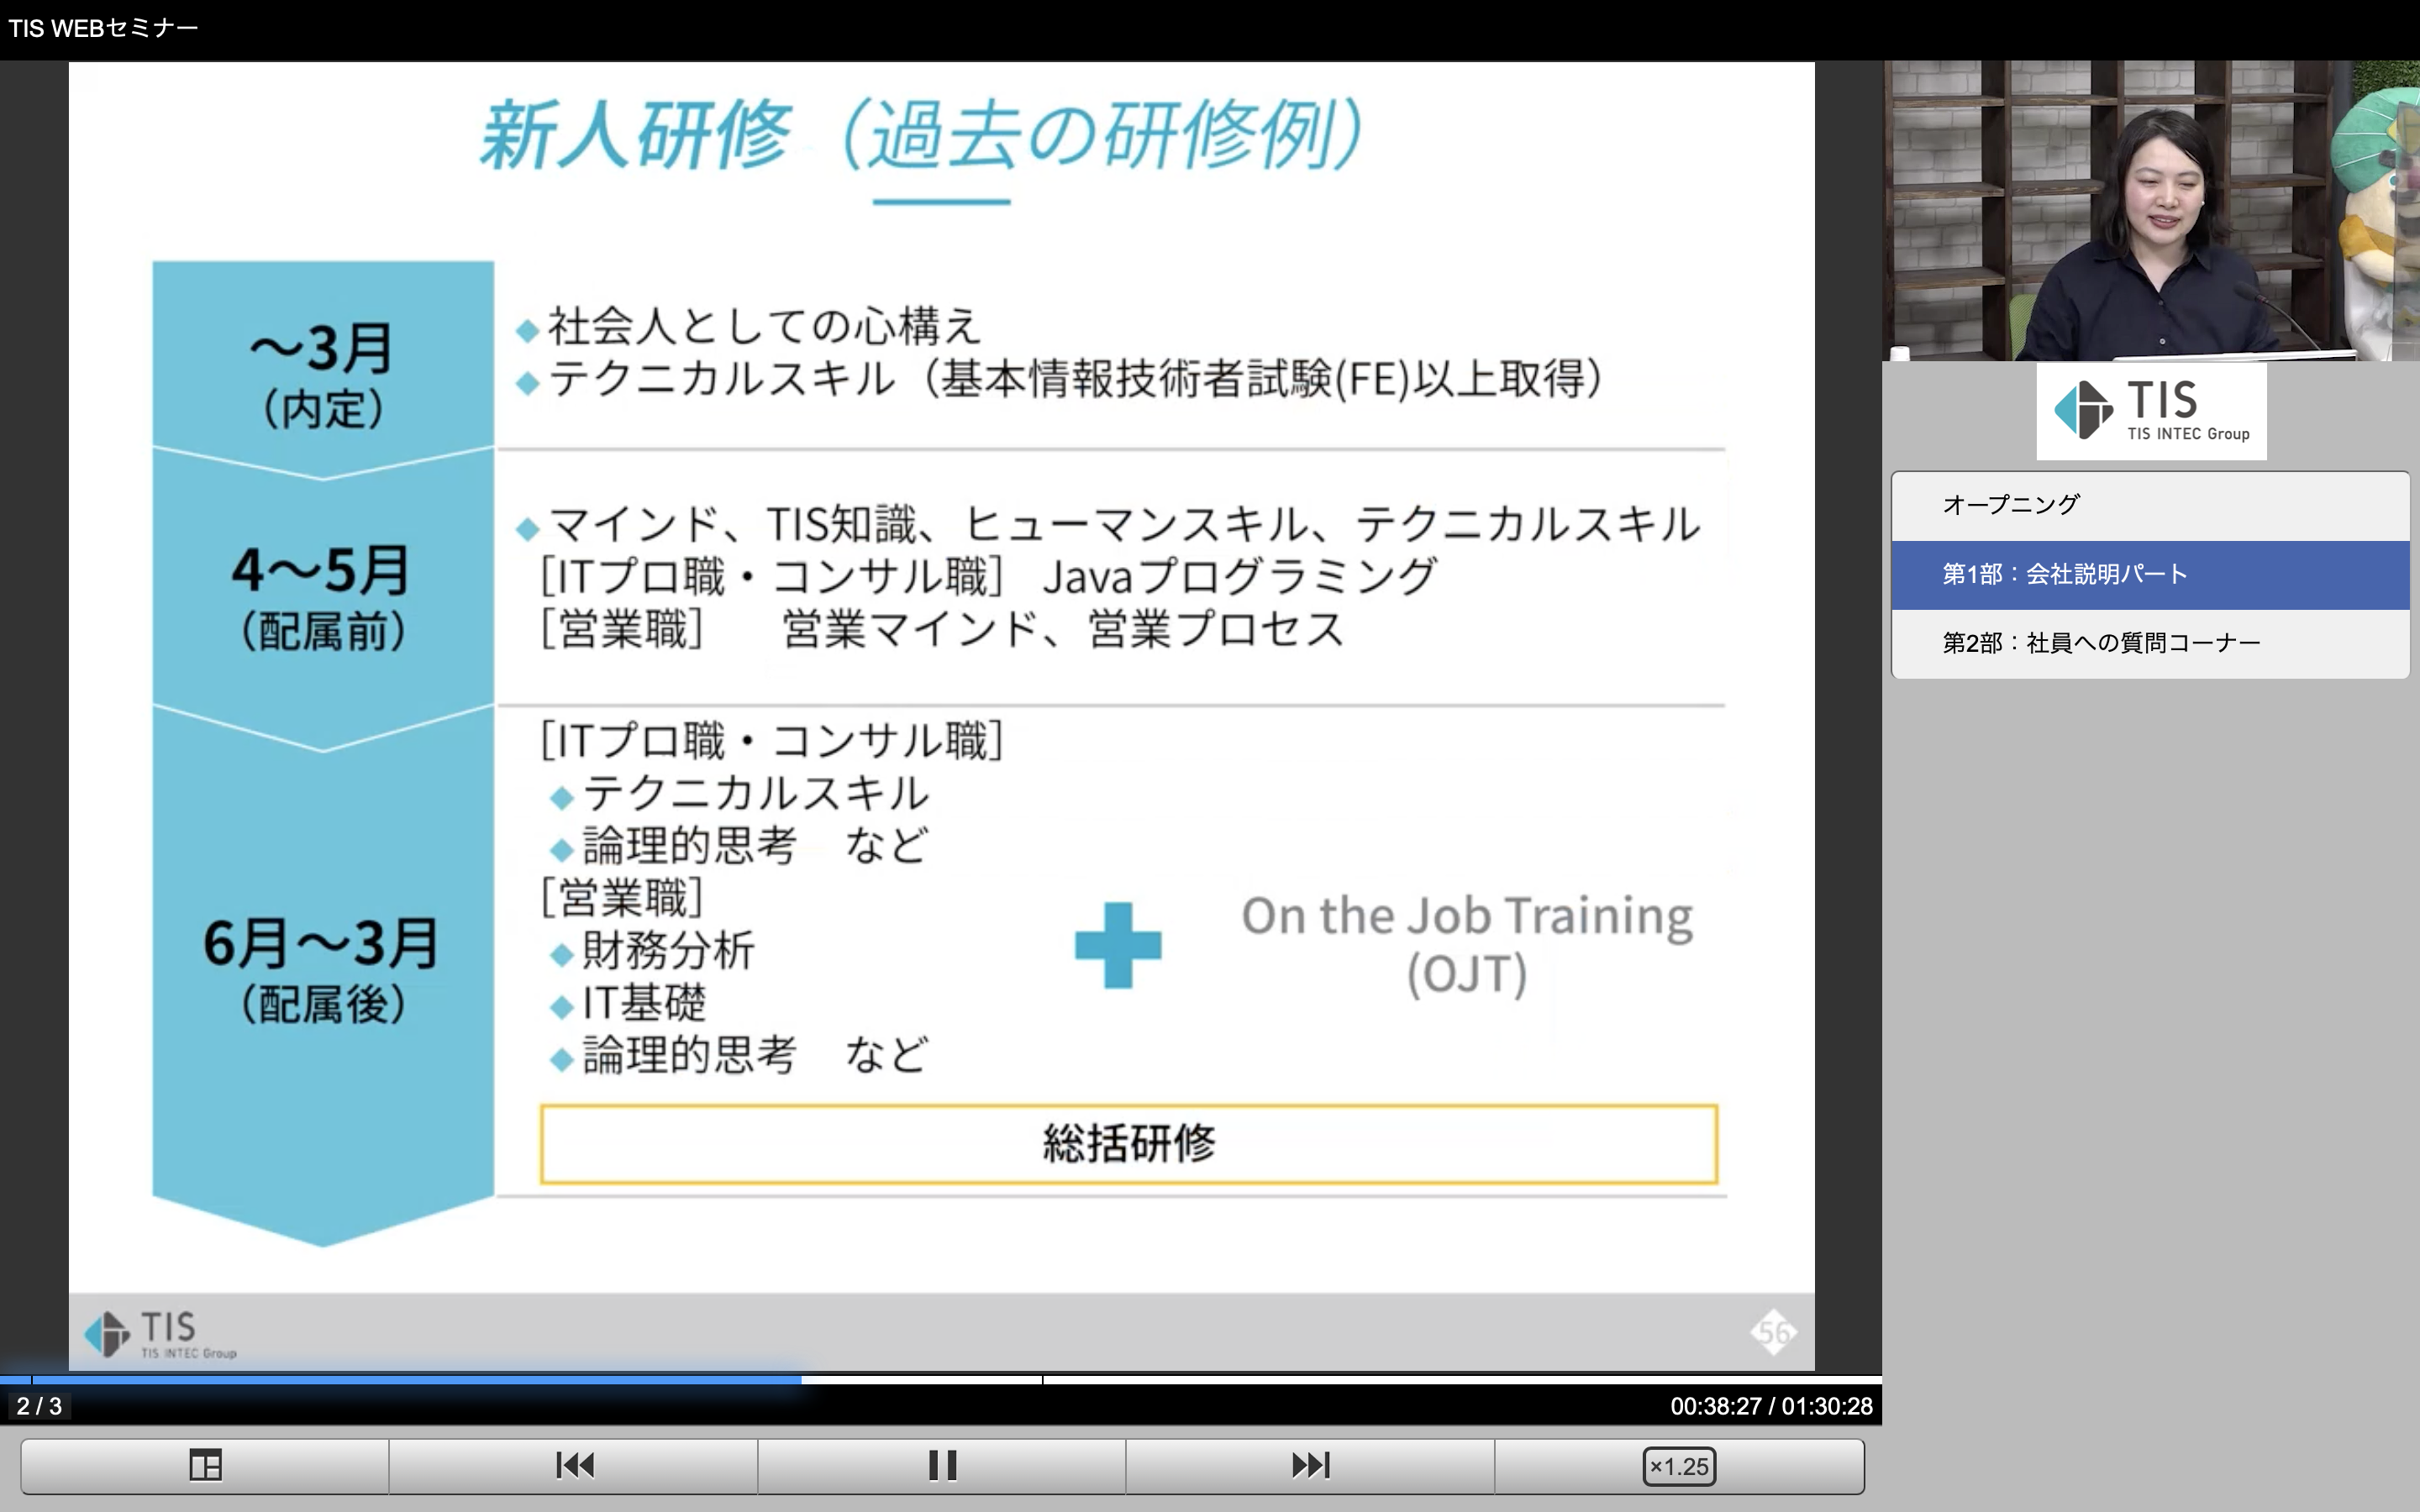 TIS WEBセミナー
新人研修（過去の研修例）
～3月
（内定）
◆社会人としての心構え
◆テクニカルスキル（基本情報技術者試験(FE)以上取得）
4～5月
（配属前）
◆マインド、TIS知識、ヒューマンスキル、テクニカルスキル
［ITプロ職・コンサル職］ Javaプログラミング
［営業職］ 営業マインド、営業プロセス
6月～3月
（配属後）
［ITプロ職・コンサル職］
◆テクニカルスキル
◆論理的思考 など
［営業職］
◆財務分析
◆IT基礎
◆論理的思考 など
On the Job Training
(OJT)
総括研修
TIS
TIS INTEC Group
56
2 / 3
00:38:27 / 01:30:28
×1.25
TIS
TIS INTEC Group
オープニング
第1部：会社説明パート
第2部：社員への質問コーナー